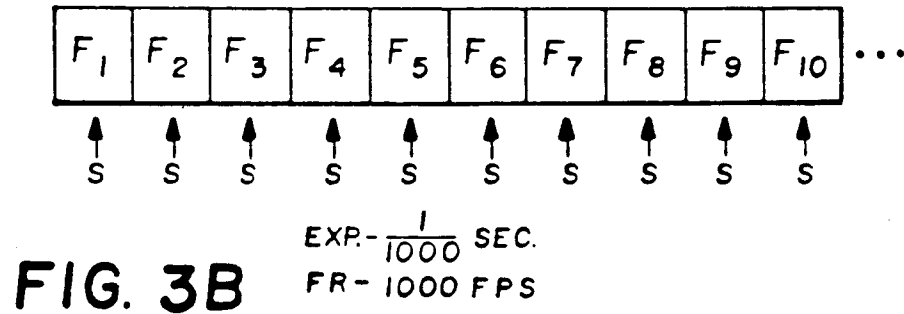 F1 F2 F3 F4 F5 F6 F7 F8 F9 F10 ...
S S S S S S S S S S
EXP.- 1/1000 SEC.
FR- 1000 FPS
FIG. 3B